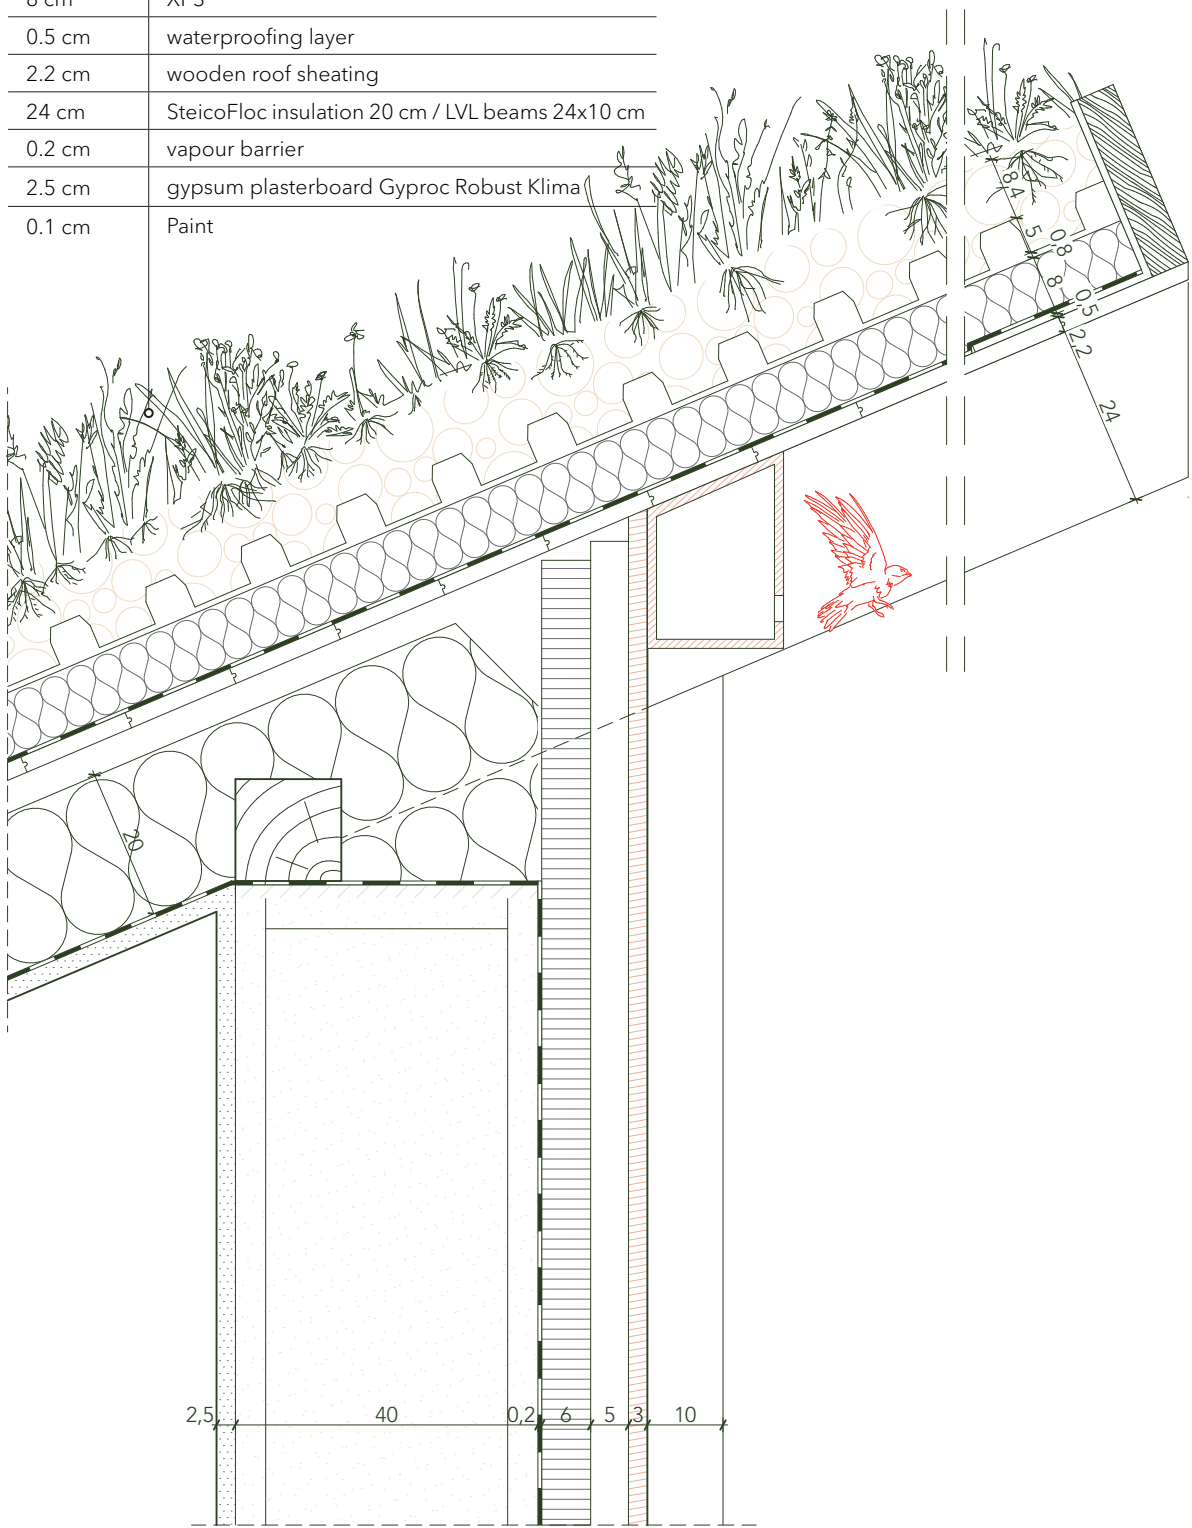 8 cm XPS
0.5 cm waterproofing layer
2.2 cm wooden roof sheating
24 cm SteicoFloc insulation 20 cm / LVL beams 24x10 cm
0.2 cm vapour barrier
2.5 cm gypsum plasterboard Gyproc Robust Klima
0.1 cm Paint
8,4
5
0,8
8
0,5
2,2
24
20
2,5 40 0,2 6 5 3 10